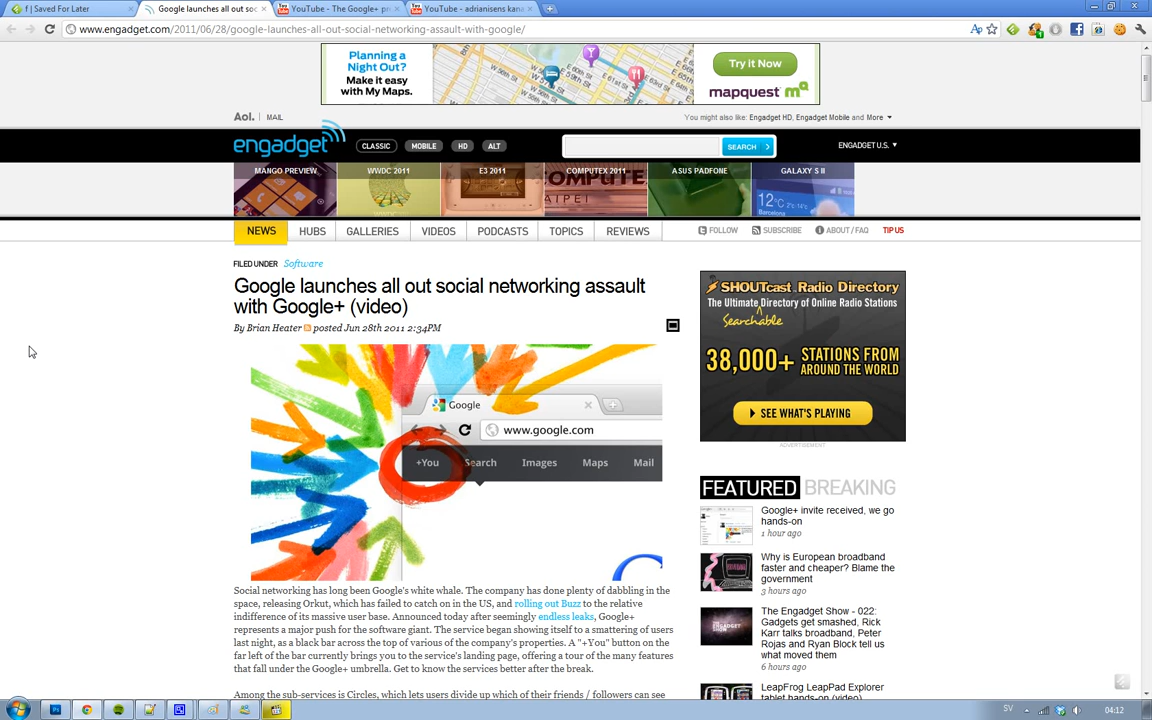 f | Saved For Later
Google launches all out soc
YouTube - The Google+ pr
YouTube - adrianisens kana
www.engadget.com/2011/06/28/google-launches-all-out-social-networking-assault-with-google/
Planning a
Night Out?
Make it easy
with My Maps.
E 60th St
E 61st St
W 57th St
Try it Now
mapquest
Aol. | MAIL
You might also like: Engadget HD, Engadget Mobile and More
engadget
CLASSIC
MOBILE
HD
ALT
SEARCH
ENGADGET U.S.
MANGO PREVIEW
WWDC 2011
E3 2011
COMPUTEX 2011
ASUS PADFONE
GALAXY S II
COMPUTE
TAIPEI
12°C
Barcelona
NEWS
HUBS
GALLERIES
VIDEOS
PODCASTS
TOPICS
REVIEWS
FOLLOW
SUBSCRIBE
ABOUT / FAQ
TIP US
FILED UNDER Software
Google launches all out social networking assault
with Google+ (video)
By Brian Heater posted Jun 28th 2011 2:34PM
Google
www.google.com
+You Search Images Maps Mail
Social networking has long been Google's white whale. The company has done plenty of dabbling in the
space, releasing Orkut, which has failed to catch on in the US, and rolling out Buzz to the relative
indifference of its massive user base. Announced today after seemingly endless leaks, Google+
represents a major push for the software giant. The service began showing itself to a smattering of users
last night, as a black bar across the top of various of the company's properties. A "+You" button on the
far left of the bar currently brings you to the service's landing page, offering a tour of the many features
that fall under the Google+ umbrella. Get to know the services better after the break.
Among the sub-services is Circles, which lets users divide up which of their friends / followers can see
SHOUTcast Radio Directory
The Ultimate Directory of Online Radio Stations
Searchable
38,000+ STATIONS FROM
AROUND THE WORLD
SEE WHAT'S PLAYING
ADVERTISEMENT
FEATURED BREAKING
Google+ invite received, we go
hands-on
1 hour ago
Why is European broadband
faster and cheaper? Blame the
government
3 hours ago
The Engadget Show - 022:
Gadgets get smashed, Rick
Karr talks broadband, Peter
Rojas and Ryan Block tell us
what moved them
6 hours ago
LeapFrog LeapPad Explorer
tablet hands-on (video)
SV
04:12